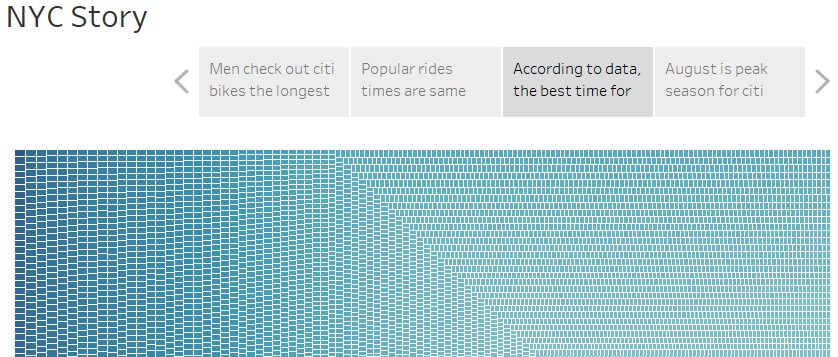 NYC Story
Men check out citi
bikes the longest
Popular rides
times are same
According to data,
the best time for
August is peak
season for citi